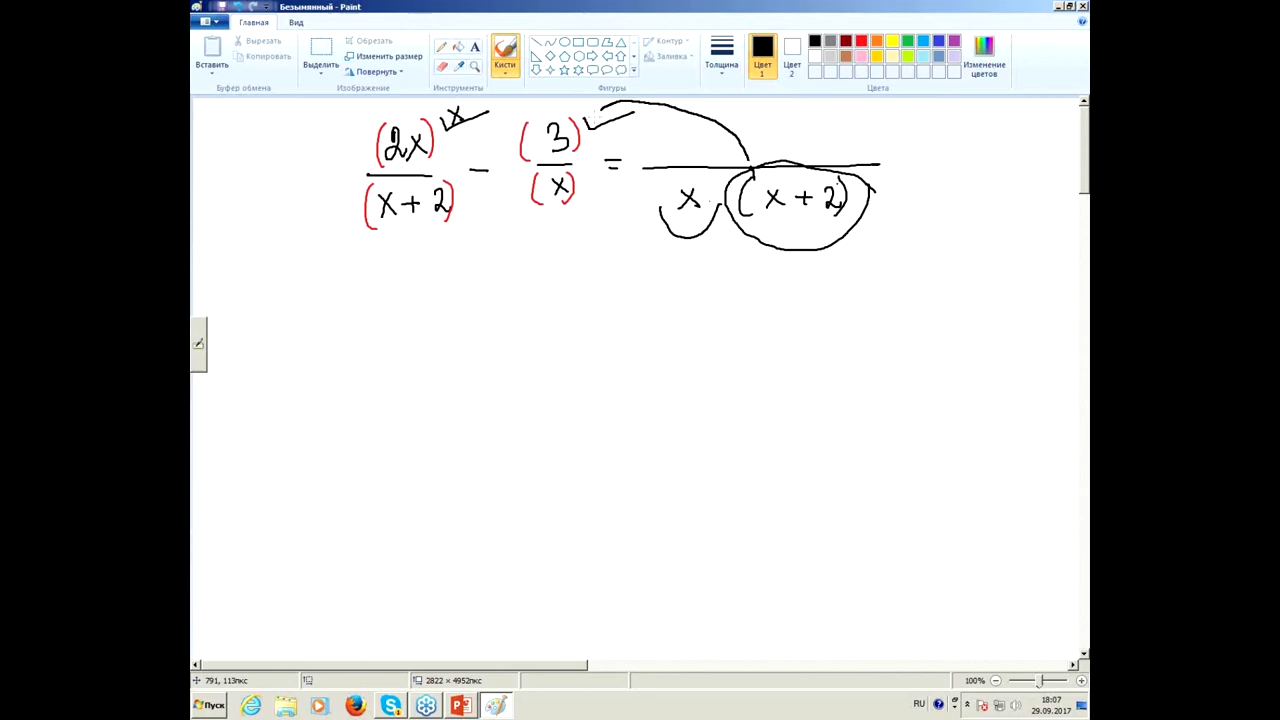 Безымянный - Paint
Главная Вид
Вставить
Вырезать
Копировать
Буфер обмена
Выделить
Обрезать
Изменить размер
Повернуть
Изображение
Инструменты
Кисти
Контур
Заливка
Фигуры
Толщина
Цвет 1
Цвет 2
Изменение цветов
Цвета
(2x) x (3)
— - — = —
(x + 2) (x) x · (x + 2)
791, 113пкс
2822 × 4952пкс
100%
Пуск
RU
18:07
29.09.2017